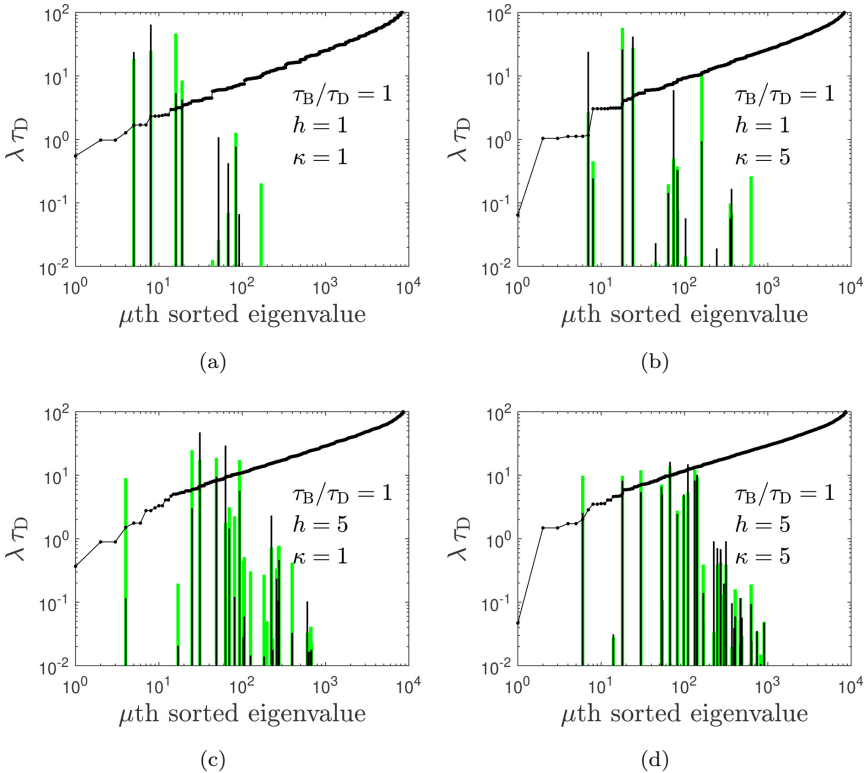 10^2
10^1
10^0
10^-1
10^-2
λ τ_D
τ_B/τ_D = 1
h = 1
κ = 1
10^0 10^1 10^2 10^3 10^4
μth sorted eigenvalue
(a)
10^2
10^1
10^0
10^-1
10^-2
λ τ_D
τ_B/τ_D = 1
h = 1
κ = 5
10^0 10^1 10^2 10^3 10^4
μth sorted eigenvalue
(b)
10^2
10^1
10^0
10^-1
10^-2
λ τ_D
τ_B/τ_D = 1
h = 5
κ = 1
10^0 10^1 10^2 10^3 10^4
μth sorted eigenvalue
(c)
10^2
10^1
10^0
10^-1
10^-2
λ τ_D
τ_B/τ_D = 1
h = 5
κ = 5
10^0 10^1 10^2 10^3 10^4
μth sorted eigenvalue
(d)